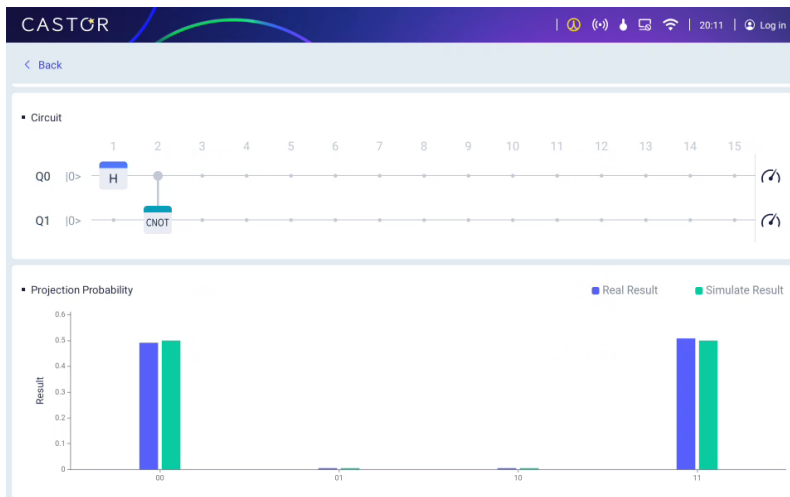 CASTOR
20:11
Log in
< Back
Circuit
1 2 3 4 5 6 7 8 9 10 11 12 13 14 15
Q0 |0> H
Q1 |0> CNOT
Projection Probability
Real Result Simulate Result
0.6
0.5
0.4
0.3
0.2
0.1
0
Result
00 01 10 11